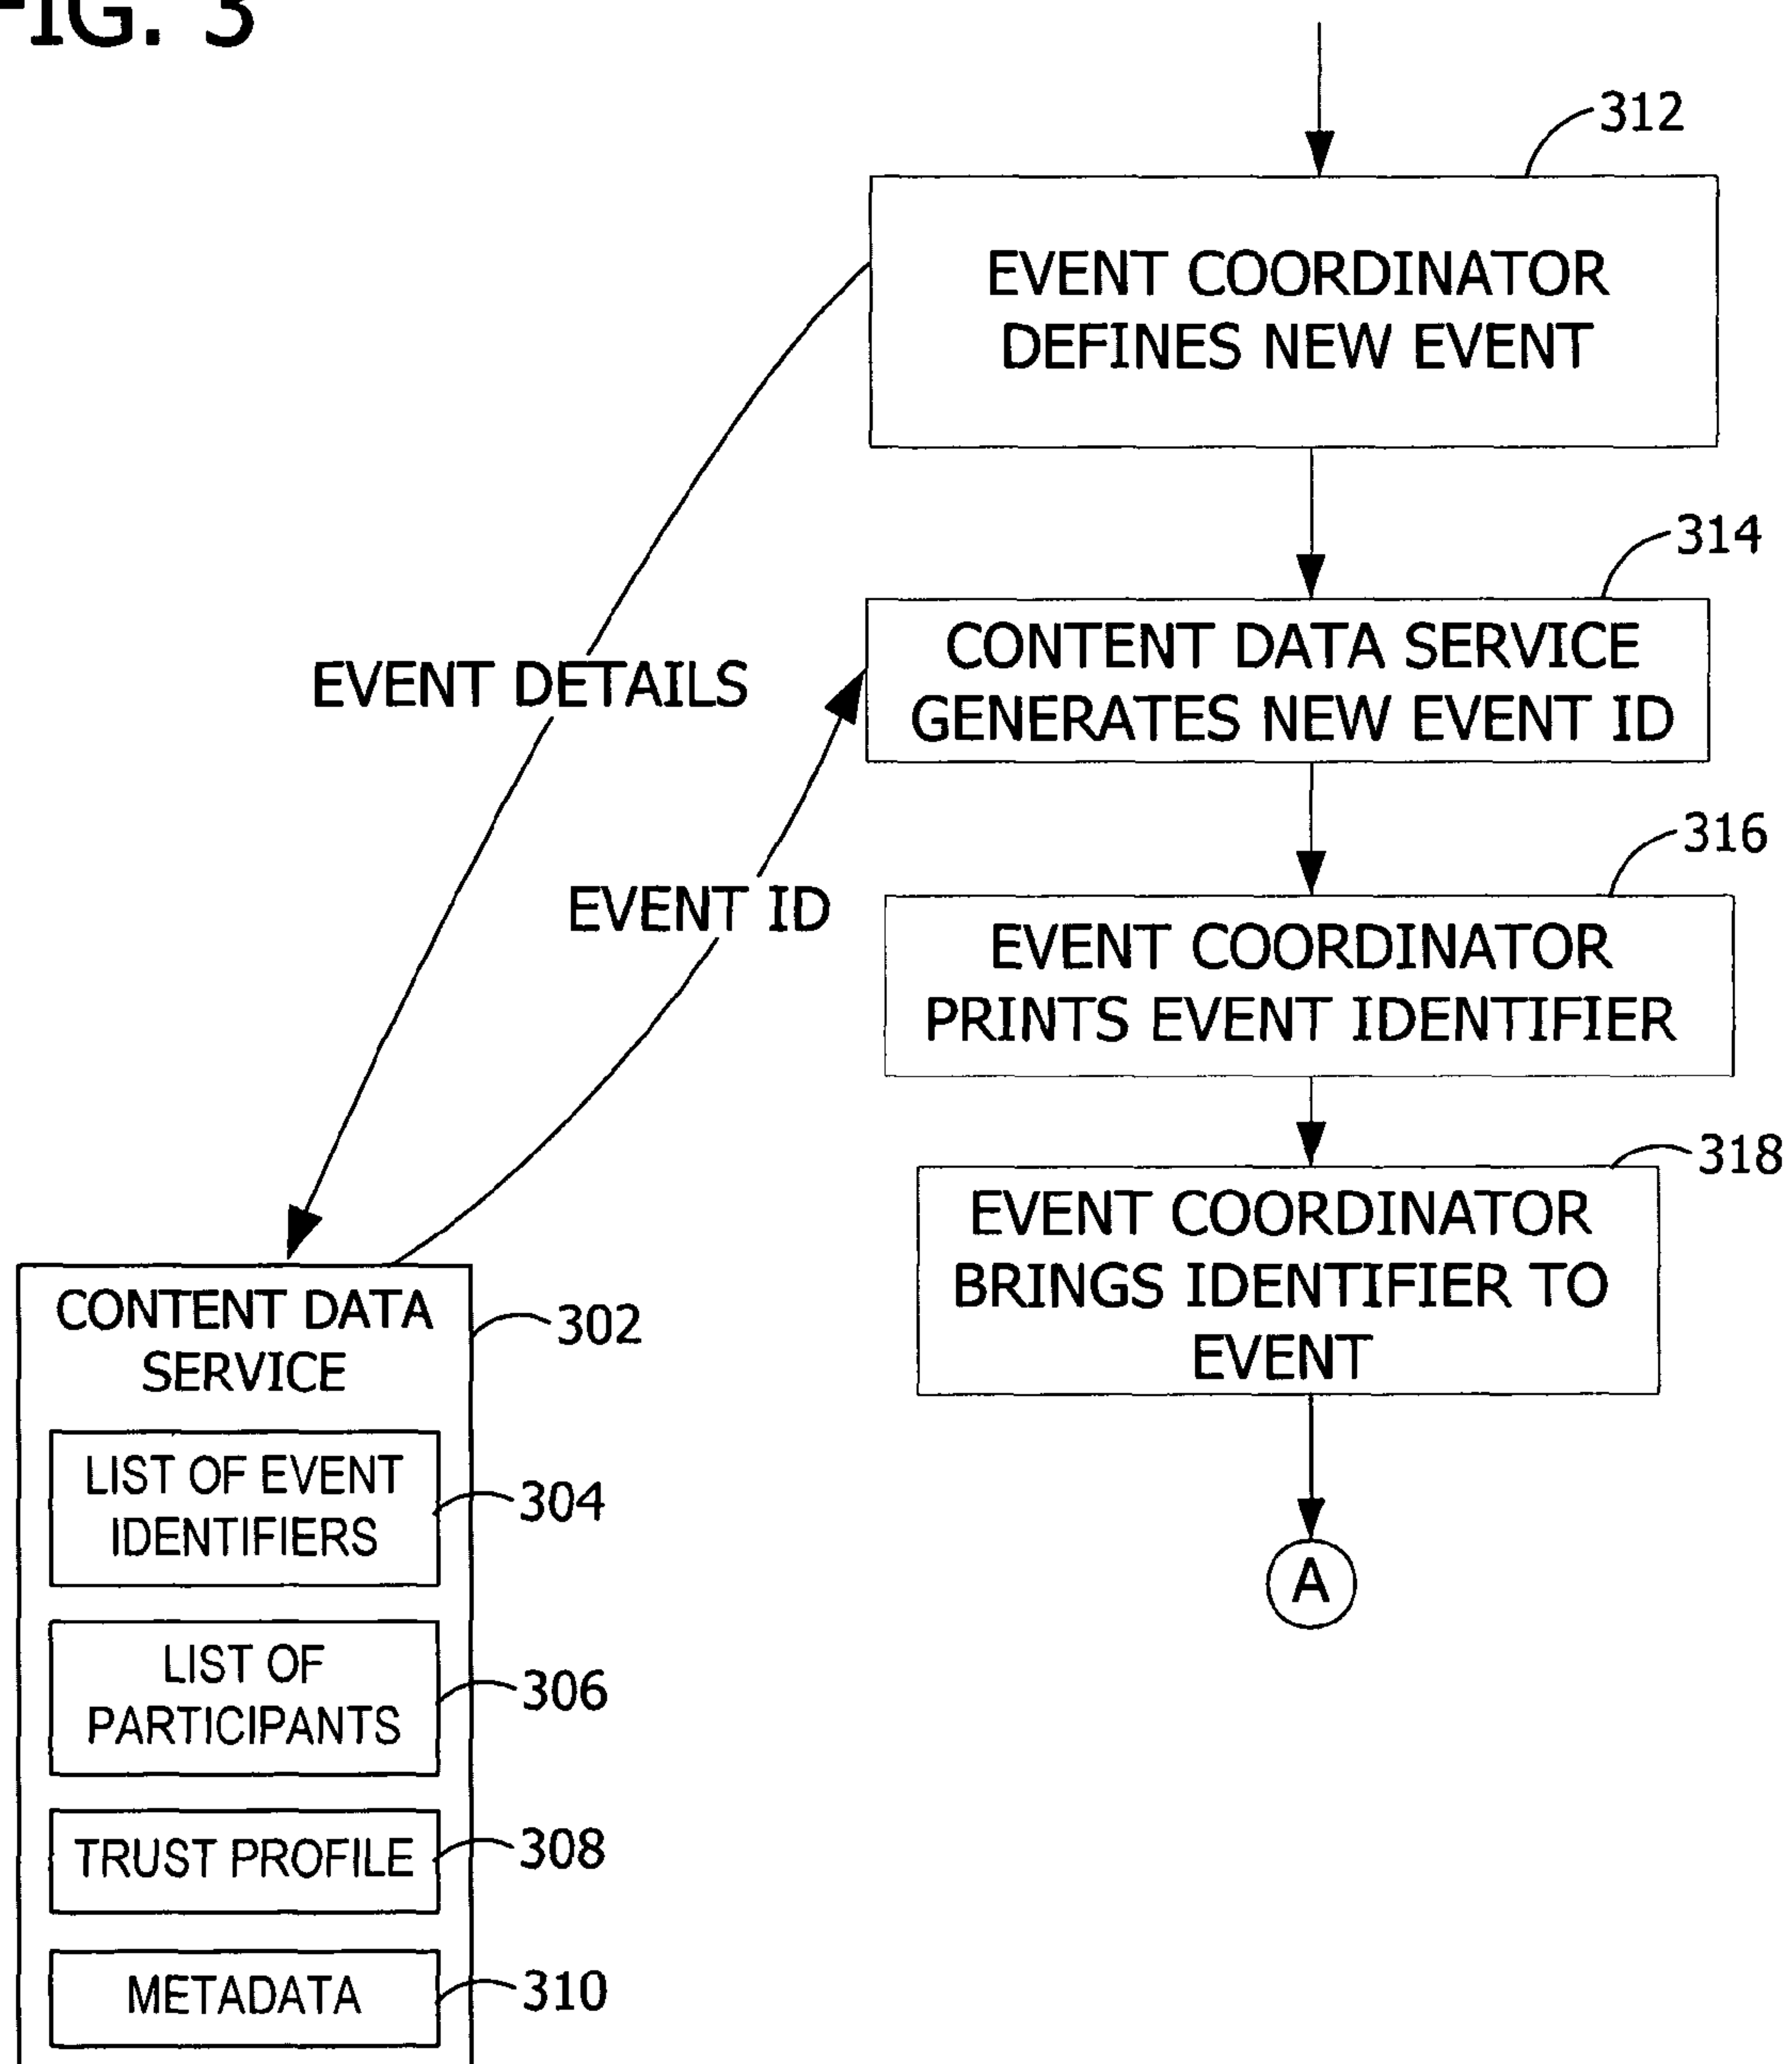 FIG. 3
312
EVENT COORDINATOR
DEFINES NEW EVENT
314
CONTENT DATA SERVICE
GENERATES NEW EVENT ID
EVENT DETAILS
316
EVENT ID
EVENT COORDINATOR
PRINTS EVENT IDENTIFIER
318
EVENT COORDINATOR
BRINGS IDENTIFIER TO
EVENT
A
CONTENT DATA
SERVICE
302
LIST OF EVENT
IDENTIFIERS
304
LIST OF
PARTICIPANTS
306
TRUST PROFILE
308
METADATA
310